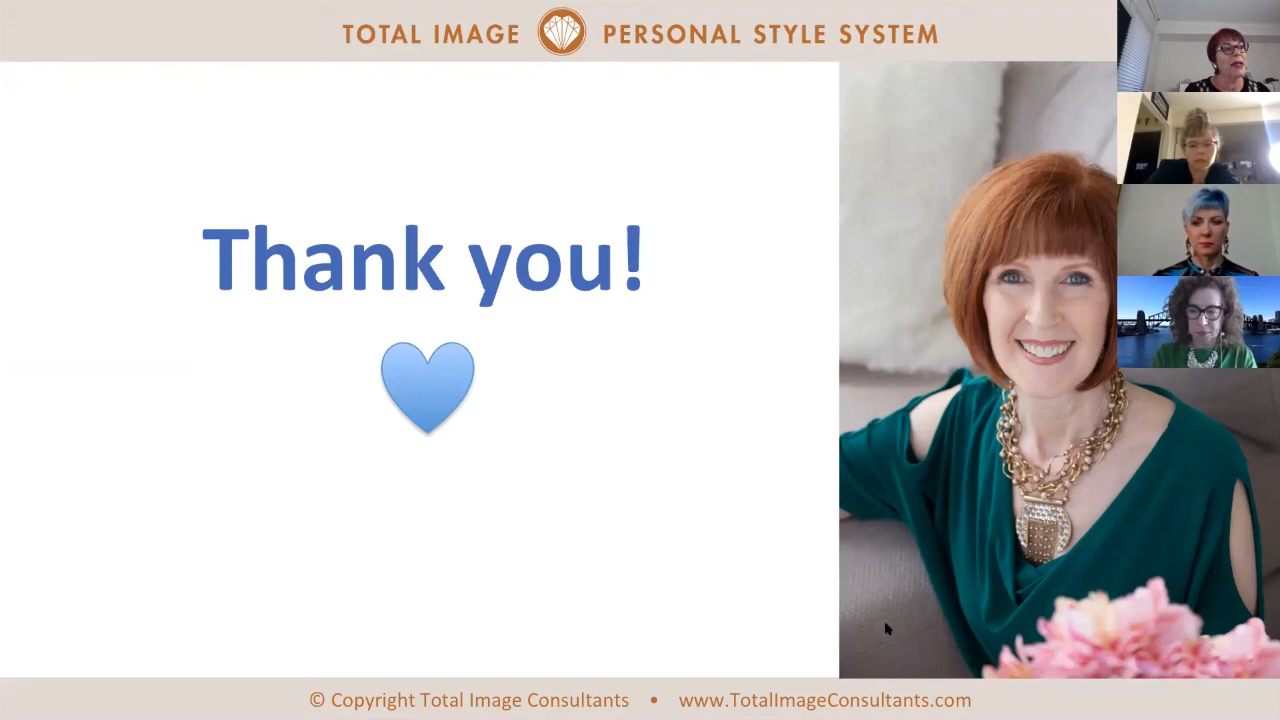 TOTAL IMAGE PERSONAL STYLE SYSTEM
Thank you!
© Copyright Total Image Consultants • www.TotalImageConsultants.com